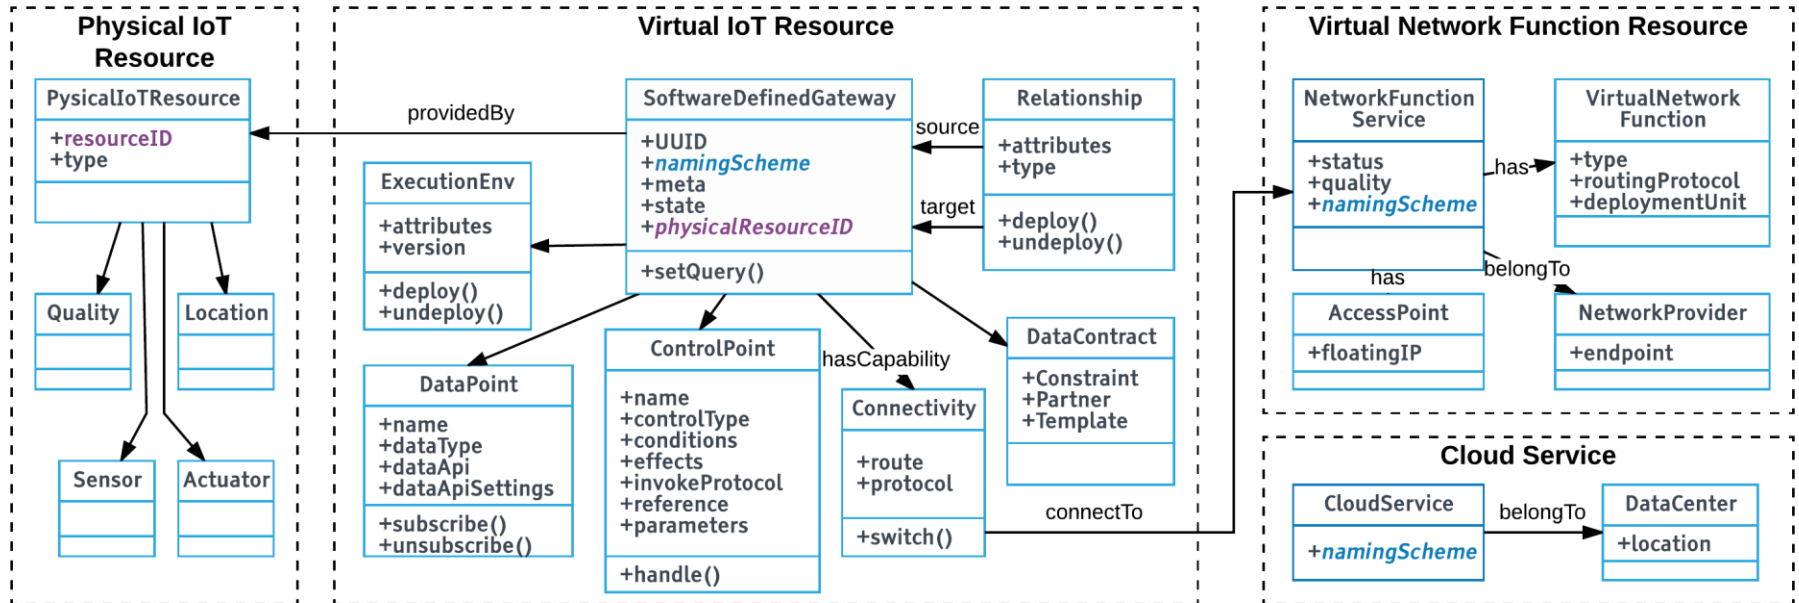 Physical IoT
Resource
PysicalIoTResource
+resourceID
+type
Quality
Location
Sensor
Actuator
Virtual IoT Resource
providedBy
SoftwareDefinedGateway
+UUID
+namingScheme
+meta
+state
+physicalResourceID
+setQuery()
source
target
Relationship
+attributes
+type
+deploy()
+undeploy()
ExecutionEnv
+attributes
+version
+deploy()
+undeploy()
DataPoint
+name
+dataType
+dataApi
+dataApiSettings
+subscribe()
+unsubscribe()
ControlPoint
+name
+controlType
+conditions
+effects
+invokeProtocol
+reference
+parameters
+handle()
hasCapability
Connectivity
+route
+protocol
+switch()
DataContract
+Constraint
+Partner
+Template
connectTo
Virtual Network Function Resource
NetworkFunction
Service
+status
+quality
+namingScheme
has
VirtualNetwork
Function
+type
+routingProtocol
+deploymentUnit
has
belongTo
AccessPoint
+floatingIP
NetworkProvider
+endpoint
Cloud Service
CloudService
+namingScheme
belongTo
DataCenter
+location